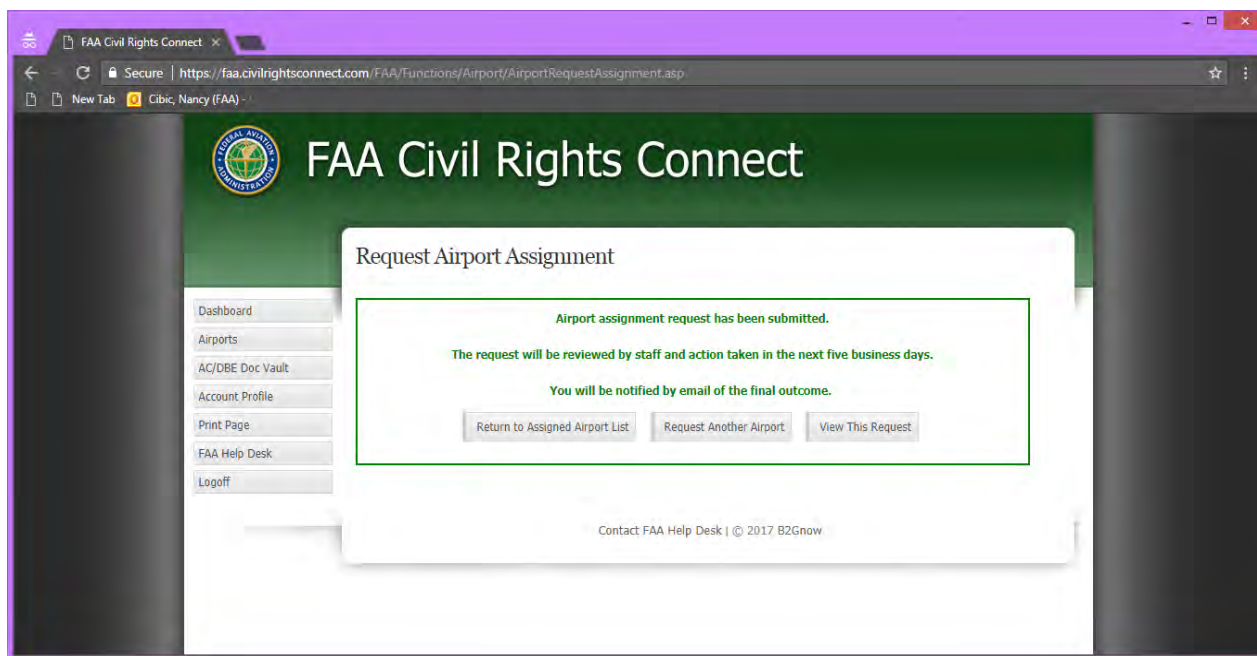 FAA Civil Rights Connect
Secure | https://faa.civilrightsconnect.com/FAA/Functions/Airport/AirportRequestAssignment.asp
New Tab Cibic, Nancy (FAA) -
FEDERAL AVIATION ADMINISTRATION
FAA Civil Rights Connect
Request Airport Assignment
Dashboard
Airports
AC/DBE Doc Vault
Account Profile
Print Page
FAA Help Desk
Logoff
Airport assignment request has been submitted.
The request will be reviewed by staff and action taken in the next five business days.
You will be notified by email of the final outcome.
Return to Assigned Airport List Request Another Airport View This Request
Contact FAA Help Desk | © 2017 B2Gnow